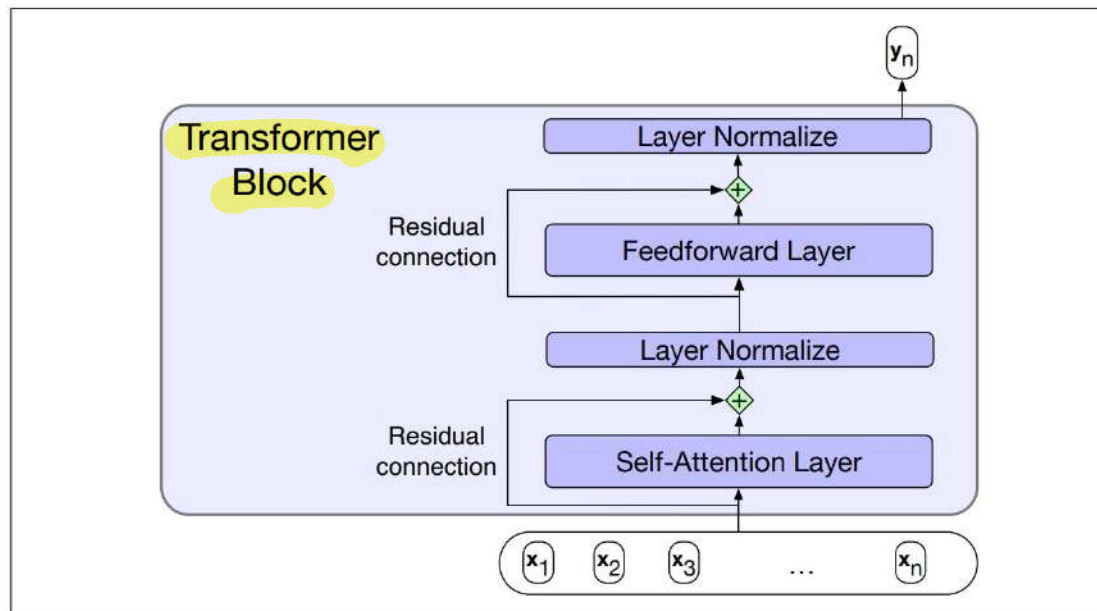 yn
Transformer
Block
Layer Normalize
+
Residual
connection
Feedforward Layer
Layer Normalize
+
Residual
connection
Self-Attention Layer
x1 x2 x3 ... xn